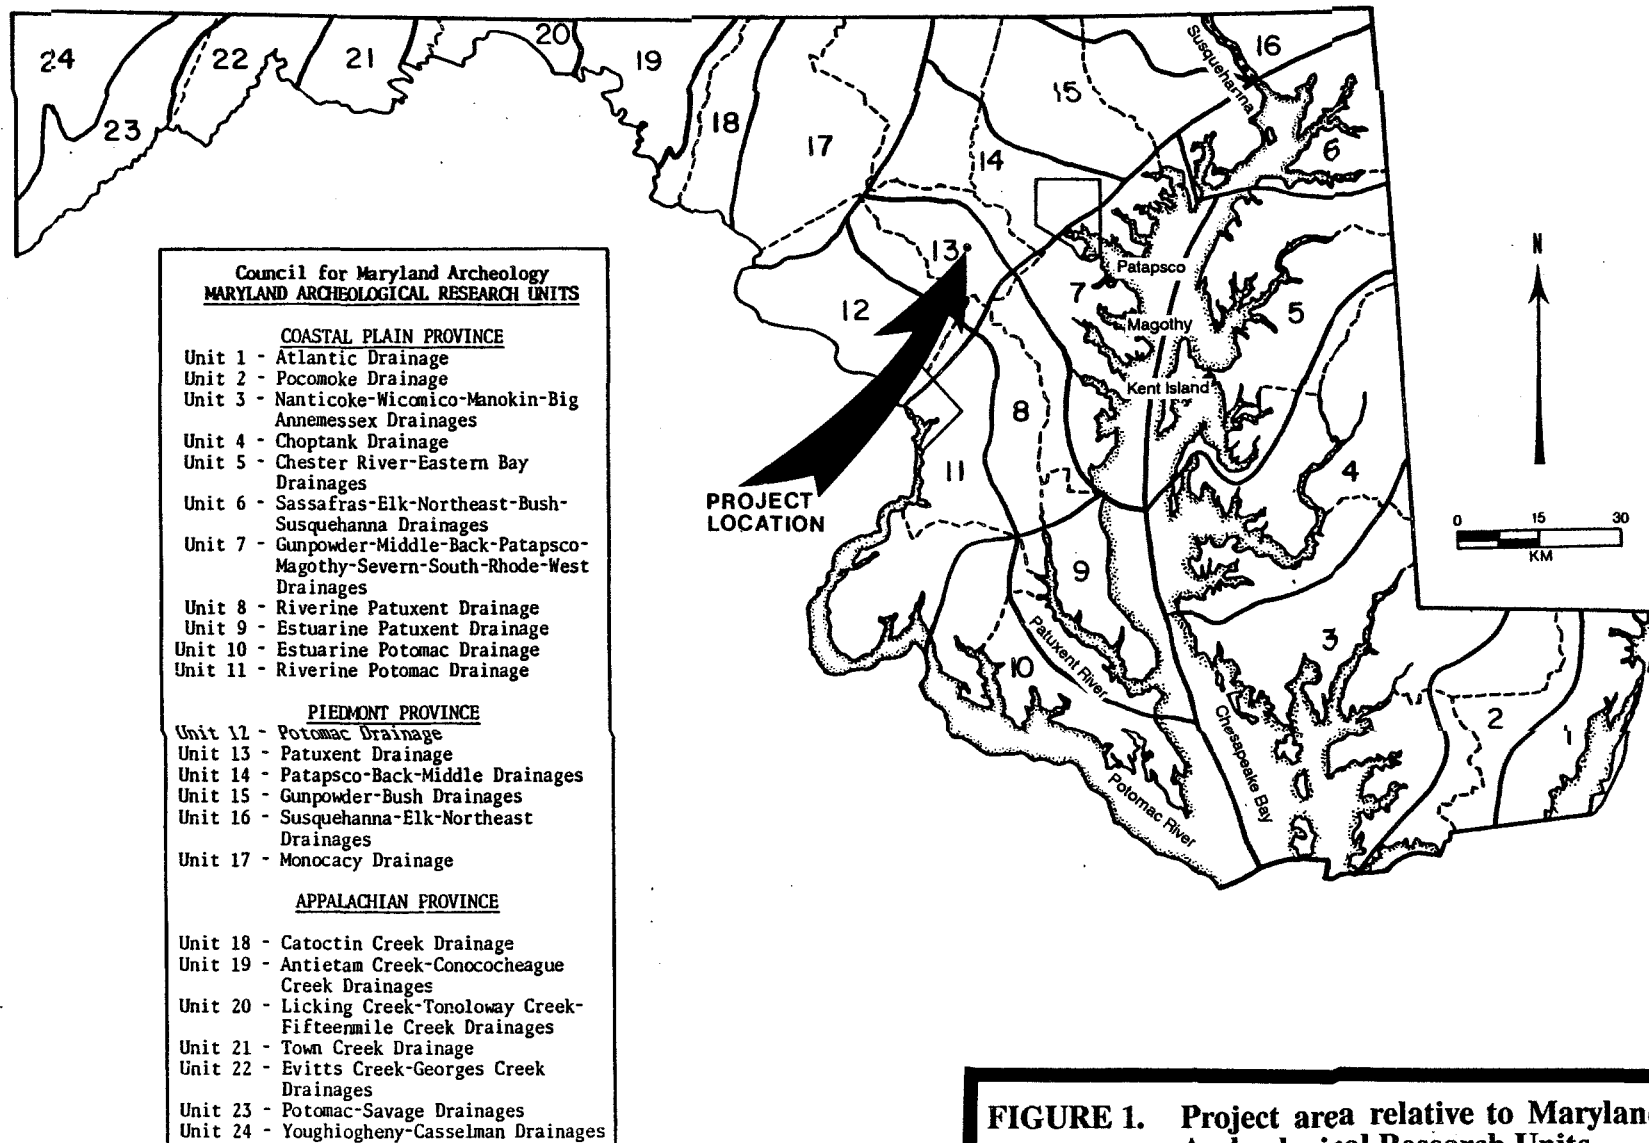 24
23
22
21
20
19
18
17
16
15
14
13
12
11
10
9
8
7
6
5
4
3
2
1
Susquehanna
Patapsco
Magothy
Kent Island
Patuxent River
Potomac River
Chesapeake Bay
PROJECT
LOCATION
N
0 15 30
KM
Council for Maryland Archeology
MARYLAND ARCHEOLOGICAL RESEARCH UNITS
COASTAL PLAIN PROVINCE
Unit 1 - Atlantic Drainage
Unit 2 - Pocomoke Drainage
Unit 3 - Nanticoke-Wicomico-Manokin-Big
Annemessex Drainages
Unit 4 - Choptank Drainage
Unit 5 - Chester River-Eastern Bay
Drainages
Unit 6 - Sassafras-Elk-Northeast-Bush-
Susquehanna Drainages
Unit 7 - Gunpowder-Middle-Back-Patapsco-
Magothy-Severn-South-Rhode-West
Drainages
Unit 8 - Riverine Patuxent Drainage
Unit 9 - Estuarine Patuxent Drainage
Unit 10 - Estuarine Potomac Drainage
Unit 11 - Riverine Potomac Drainage
PIEDMONT PROVINCE
Unit 12 - Potomac Drainage
Unit 13 - Patuxent Drainage
Unit 14 - Patapsco-Back-Middle Drainages
Unit 15 - Gunpowder-Bush Drainages
Unit 16 - Susquehanna-Elk-Northeast
Drainages
Unit 17 - Monocacy Drainage
APPALACHIAN PROVINCE
Unit 18 - Catoctin Creek Drainage
Unit 19 - Antietam Creek-Conococheague
Creek Drainages
Unit 20 - Licking Creek-Tonoloway Creek-
Fifteenmile Creek Drainages
Unit 21 - Town Creek Drainage
Unit 22 - Evitts Creek-Georges Creek
Drainages
Unit 23 - Potomac-Savage Drainages
Unit 24 - Youghiogheny-Casselman Drainages
FIGURE 1. Project area relative to Marylan